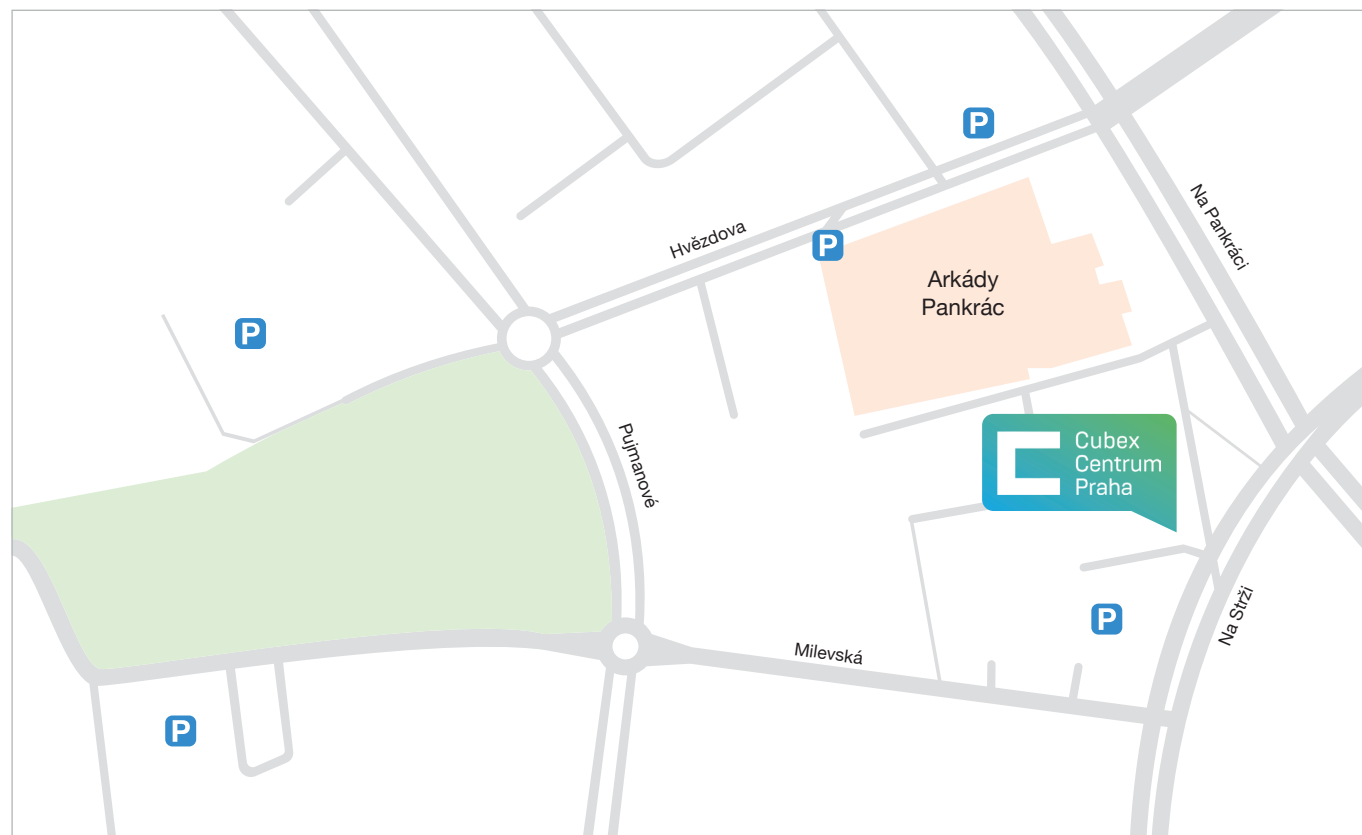 P
Na Pankráci
Hvězdova
P
Arkády
Pankrác
P
Pujmanové
Cubex
Centrum
Praha
Na Strži
P
Milevská
P